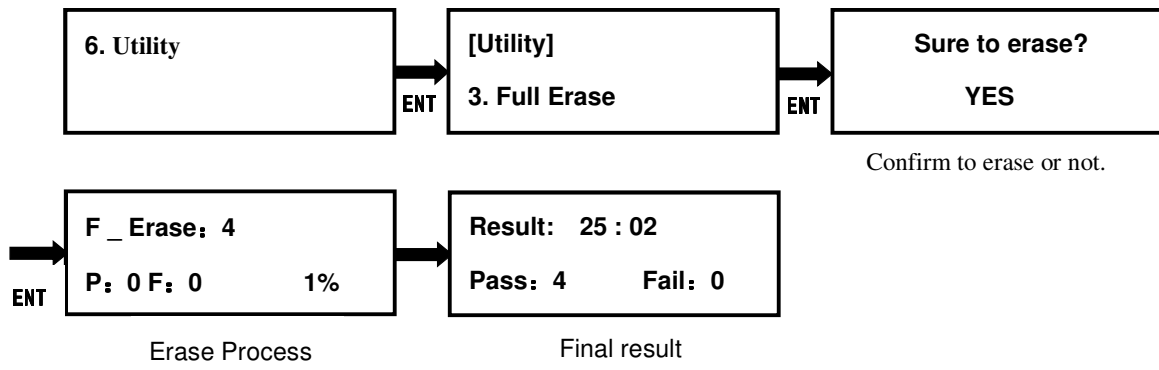 6. Utility
ENT
[Utility]
3. Full Erase
ENT
Sure to erase?
YES
Confirm to erase or not.
ENT
F _ Erase：4
P：0 F：0 1%
Erase Process
Result: 25 : 02
Pass：4 Fail：0
Final result